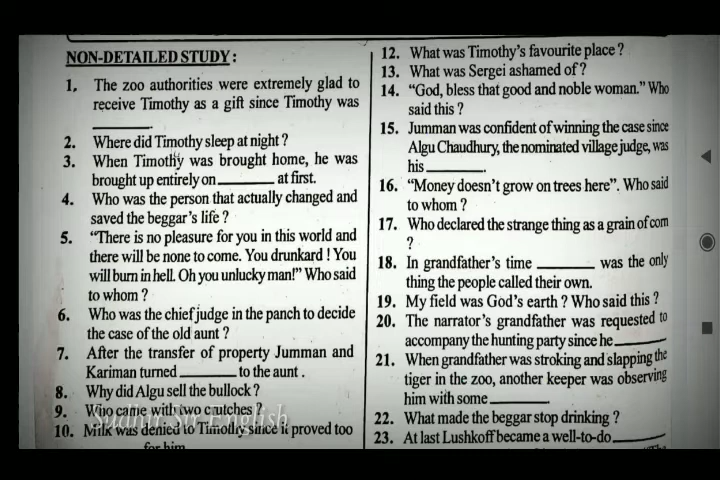 NON-DETAILED STUDY :
1. The zoo authorities were extremely glad to
receive Timothy as a gift since Timothy was
________.
2. Where did Timothy sleep at night ?
3. When Timothy was brought home, he was
brought up entirely on ________ at first.
4. Who was the person that actually changed and
saved the beggar's life ?
5. “There is no pleasure for you in this world and
there will be none to come. You drunkard ! You
will burn in hell. Oh you unlucky man!” Who said
to whom ?
6. Who was the chief judge in the panch to decide
the case of the old aunt ?
7. After the transfer of property Jumman and
Kariman turned ________ to the aunt .
8. Why did Algu sell the bullock ?
9. Who came with two crutches ?
10. Milk was denied to Timothy since it proved too
for him
Sudhir Sir English
12. What was Timothy's favourite place ?
13. What was Sergei ashamed of ?
14. “God, bless that good and noble woman.” Who
said this ?
15. Jumman was confident of winning the case since
Algu Chaudhury, the nominated village judge, was
his ________.
16. “Money doesn't grow on trees here”. Who said
to whom ?
17. Who declared the strange thing as a grain of corn
?
18. In grandfather's time ________ was the only
thing the people called their own.
19. My field was God's earth ? Who said this ?
20. The narrator's grandfather was requested to
accompany the hunting party since he ________
21. When grandfather was stroking and slapping the
tiger in the zoo, another keeper was observing
him with some ________.
22. What made the beggar stop drinking ?
23. At last Lushkoff became a well-to-do ________